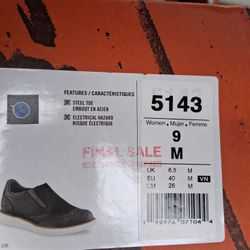 FEATURES / CARACTÉRISTIQUES
STEEL TOE
EMBOUT EN ACIER
ELECTRICAL HAZARD
RISQUE ÉLECTRIQUE
5143
Women, Mujer, Femme
9
M
FINAL SALE
UK 6.5 M
EU 40 M VN
CM 26 M